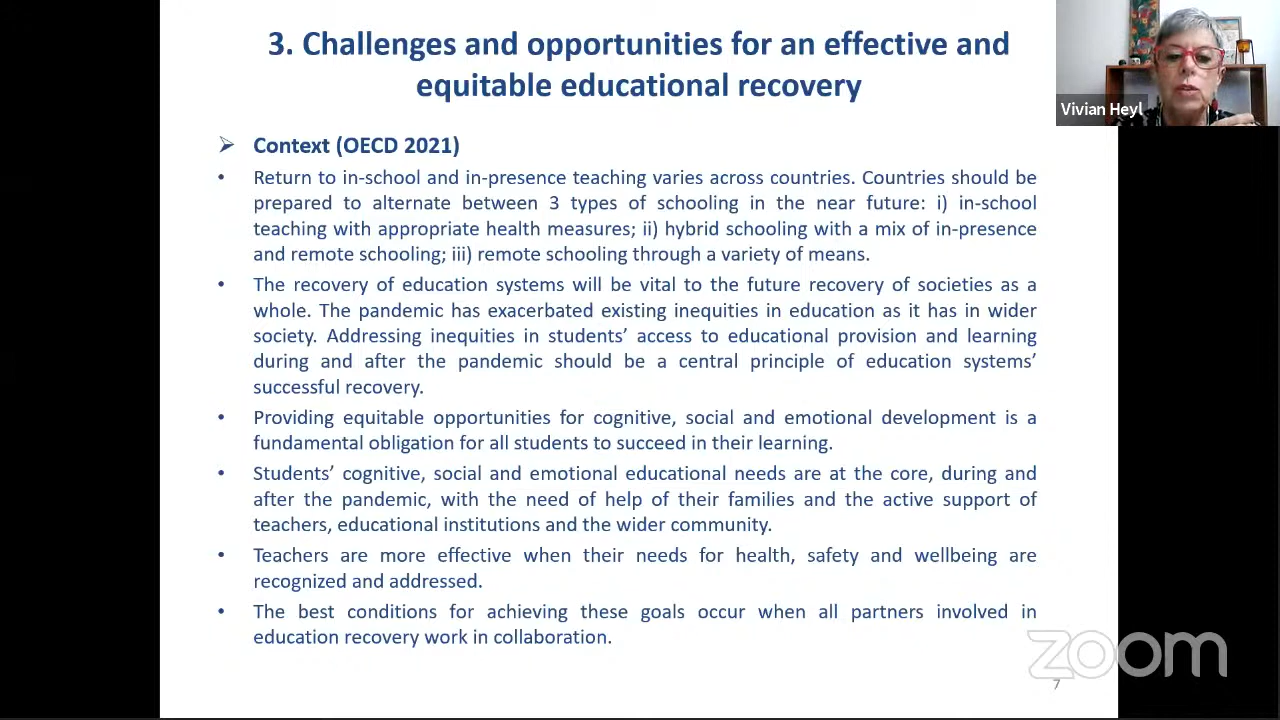 3. Challenges and opportunities for an effective and
equitable educational recovery
Vivian Heyl
➢ Context (OECD 2021)
• Return to in-school and in-presence teaching varies across countries. Countries should be
prepared to alternate between 3 types of schooling in the near future: i) in-school
teaching with appropriate health measures; ii) hybrid schooling with a mix of in-presence
and remote schooling; iii) remote schooling through a variety of means.
• The recovery of education systems will be vital to the future recovery of societies as a
whole. The pandemic has exacerbated existing inequities in education as it has in wider
society. Addressing inequities in students’ access to educational provision and learning
during and after the pandemic should be a central principle of education systems’
successful recovery.
• Providing equitable opportunities for cognitive, social and emotional development is a
fundamental obligation for all students to succeed in their learning.
• Students’ cognitive, social and emotional educational needs are at the core, during and
after the pandemic, with the need of help of their families and the active support of
teachers, educational institutions and the wider community.
• Teachers are more effective when their needs for health, safety and wellbeing are
recognized and addressed.
• The best conditions for achieving these goals occur when all partners involved in
education recovery work in collaboration.
zoom
7